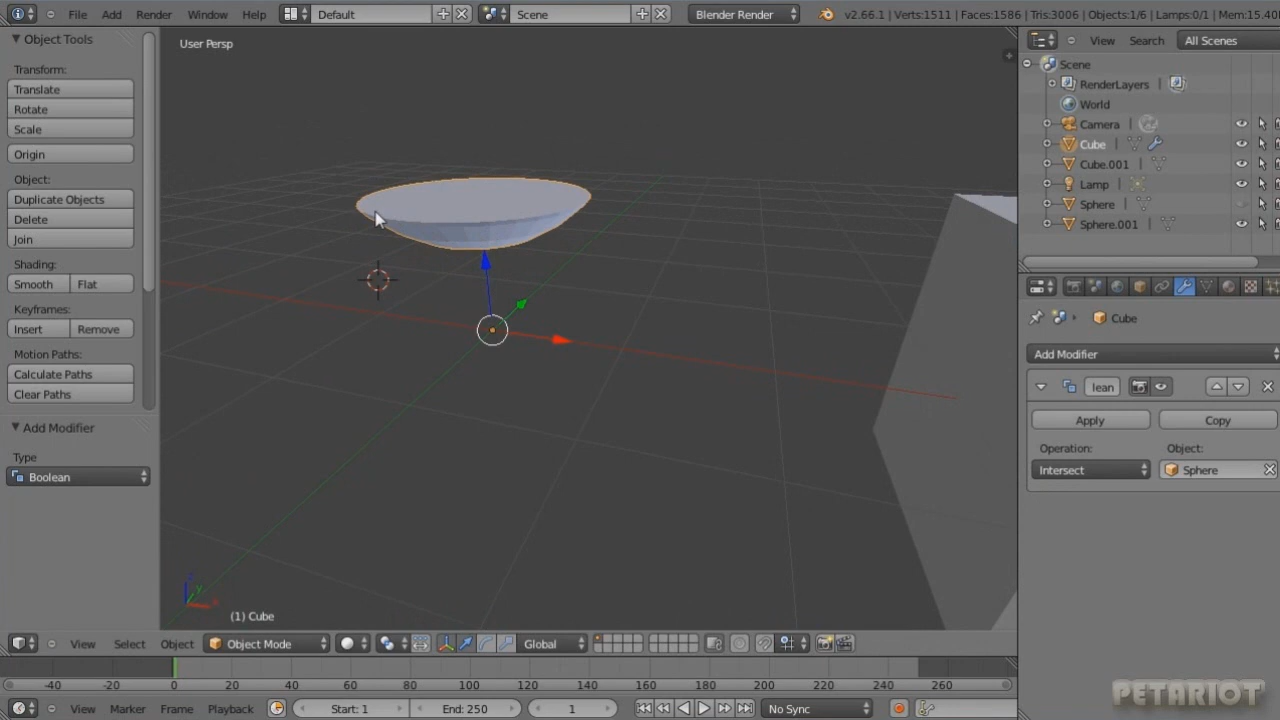 File Add Render Window Help Default Scene Blender Render v2.66.1 | Verts:1511 | Faces:1586 | Tris:3006 | Objects:1/6 | Lamps:0/1 | Mem:15.40
Object Tools
Transform:
Translate
Rotate
Scale
Origin
Object:
Duplicate Objects
Delete
Join
Shading:
Smooth Flat
Keyframes:
Insert Remove
Motion Paths:
Calculate Paths
Clear Paths
Add Modifier
Type
Boolean
User Persp
(1) Cube
View Search All Scenes
Scene
RenderLayers
World
Camera
Cube
Cube.001
Lamp
Sphere
Sphere.001
Cube
Add Modifier
lean
Apply Copy
Operation: Object:
Intersect Sphere
View Select Object Object Mode Global
-40 -20 0 20 40 60 80 100 120 140 160 180 200 220 240 260
View Marker Frame Playback Start: 1 End: 250 1 No Sync
PETARIOT